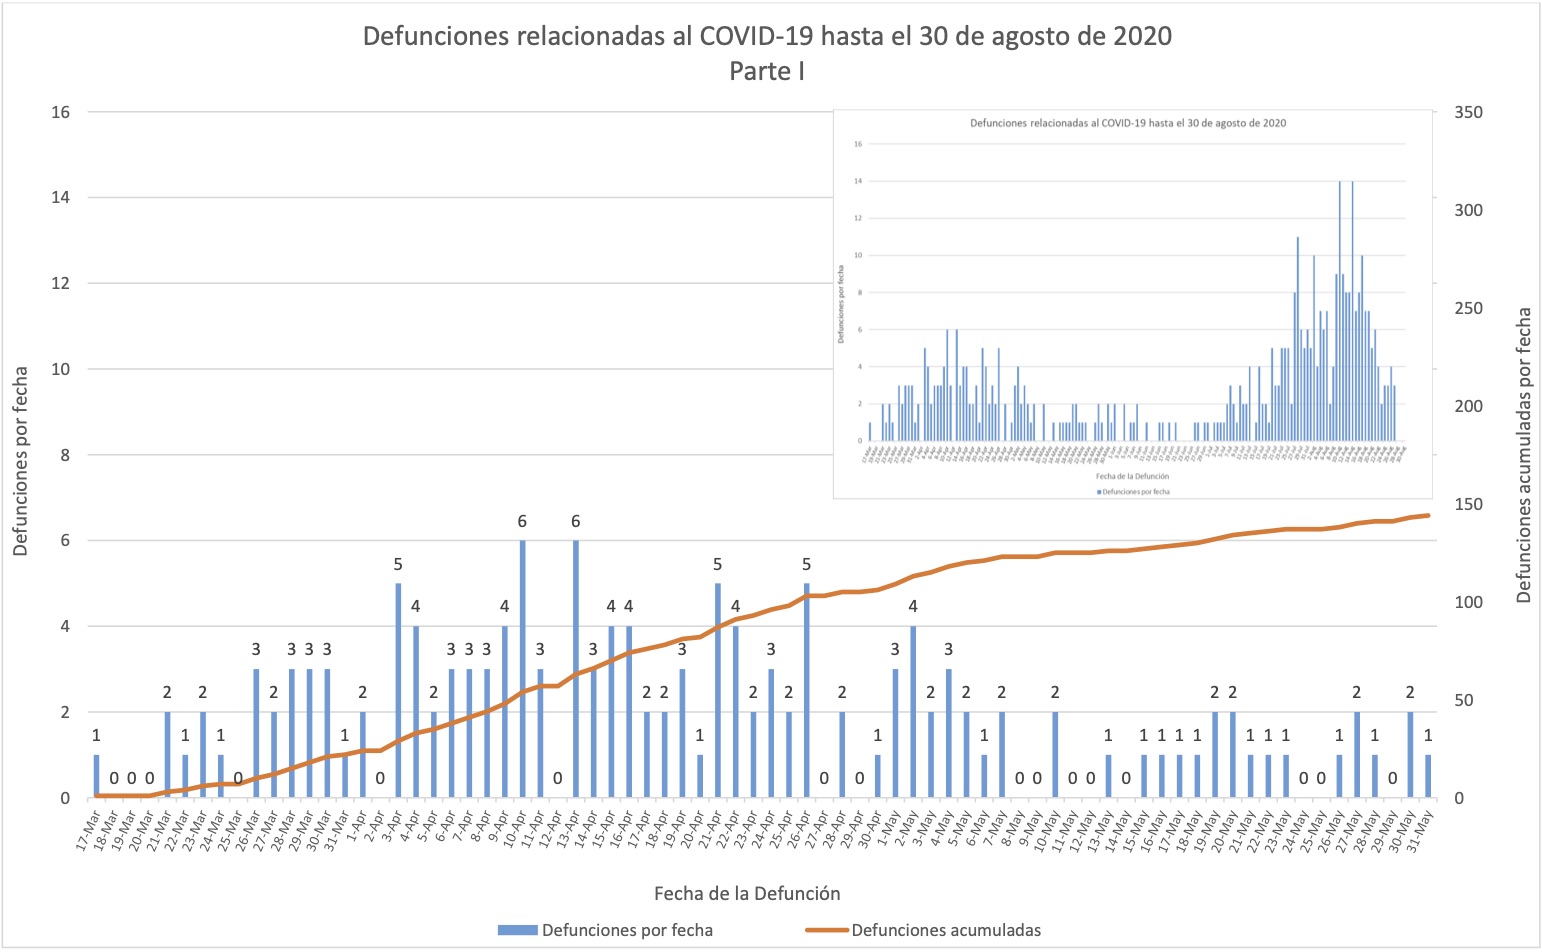 Defunciones relacionadas al COVID-19 hasta el 30 de agosto de 2020
Parte I
16
14
12
10
8
6
4
2
0
Defunciones por fecha
350
300
250
200
150
100
50
0
Defunciones acumuladas por fecha
Defunciones relacionadas al COVID-19 hasta el 30 de agosto de 2020
16
14
12
10
8
6
4
2
0
Defunciones por fecha
Fecha de la Defunción
Defunciones por fecha
1 0 0 0 2 1 2 1 0 3 2 3 3 3 1 2 0 5 4 2 3 3 3 4 6 3 0 6 3 4 4 2 2 3 1 5 4 2 3 2 5 0 2 0 1 3 4 2 3 2 1 2 0 0 2 0 0 1 0 1 1 1 1 2 2 1 1 1 0 0 1 2 1 0 2 1
17-Mar 18-Mar 19-Mar 20-Mar 21-Mar 22-Mar 23-Mar 24-Mar 25-Mar 26-Mar 27-Mar 28-Mar 29-Mar 30-Mar 31-Mar 1-Apr 2-Apr 3-Apr 4-Apr 5-Apr 6-Apr 7-Apr 8-Apr 9-Apr 10-Apr 11-Apr 12-Apr 13-Apr 14-Apr 15-Apr 16-Apr 17-Apr 18-Apr 19-Apr 20-Apr 21-Apr 22-Apr 23-Apr 24-Apr 25-Apr 26-Apr 27-Apr 28-Apr 29-Apr 30-Apr 1-May 2-May 3-May 4-May 5-May 6-May 7-May 8-May 9-May 10-May 11-May 12-May 13-May 14-May 15-May 16-May 17-May 18-May 19-May 20-May 21-May 22-May 23-May 24-May 25-May 26-May 27-May 28-May 29-May 30-May 31-May
Fecha de la Defunción
Defunciones por fecha
Defunciones acumuladas